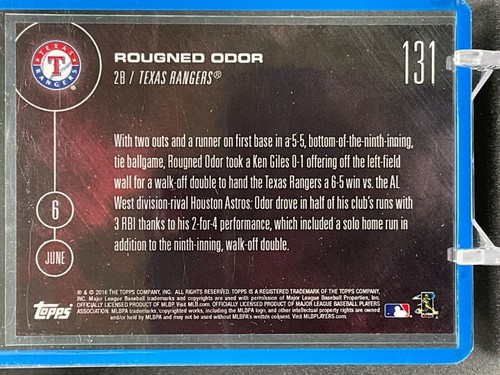 TEXAS RANGERS
ROUGNED ODOR
2B / TEXAS RANGERS®
131
With two outs and a runner on first base in a 5-5, bottom-of-the-ninth-inning,
tie ballgame, Rougned Odor took a Ken Giles 0-1 offering off the left-field
wall for a walk-off double to hand the Texas Rangers a 6-5 win vs. the AL
West division-rival Houston Astros: Odor drove in half of his club's runs with
3 RBI thanks to his 2-for-4 performance, which included a solo home run in
addition to the ninth-inning, walk-off double.
6
JUNE
Topps
® & © 2016 THE TOPPS COMPANY, INC. ALL RIGHTS RESERVED. TOPPS IS A REGISTERED TRADEMARK OF THE TOPPS COMPANY,
INC. Major League Baseball trademarks and copyrights are used with permission of Major League Baseball Properties, Inc.
OFFICIALLY LICENSED PRODUCT OF MLBP. Visit MLB.com. OFFICIALLY LICENSED PRODUCT OF MAJOR LEAGUE BASEBALL PLAYERS
ASSOCIATION. MLBPA trademarks, copyrighted works, including the MLBPA logo, and other intellectual property rights are owned
and/or held by MLBPA and may not be used without MLBPA's written consent. Visit MLBPLAYERS.com.